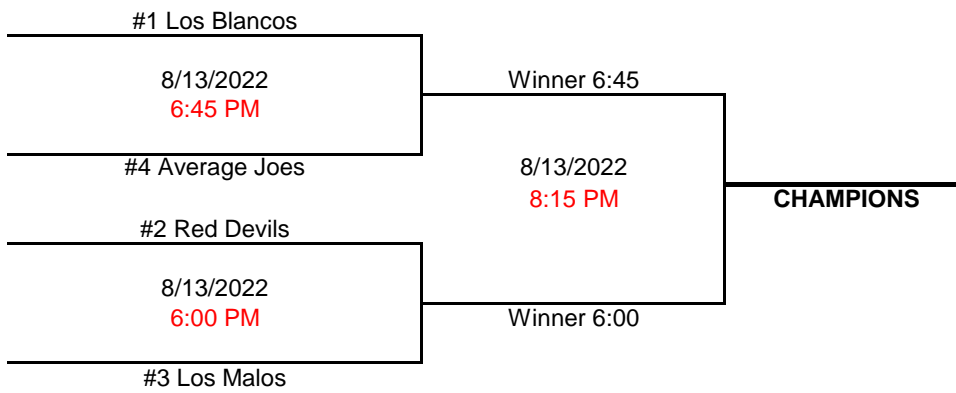 #1 Los Blancos
8/13/2022
6:45 PM
#4 Average Joes
Winner 6:45
8/13/2022
8:15 PM
CHAMPIONS
#2 Red Devils
8/13/2022
6:00 PM
#3 Los Malos
Winner 6:00